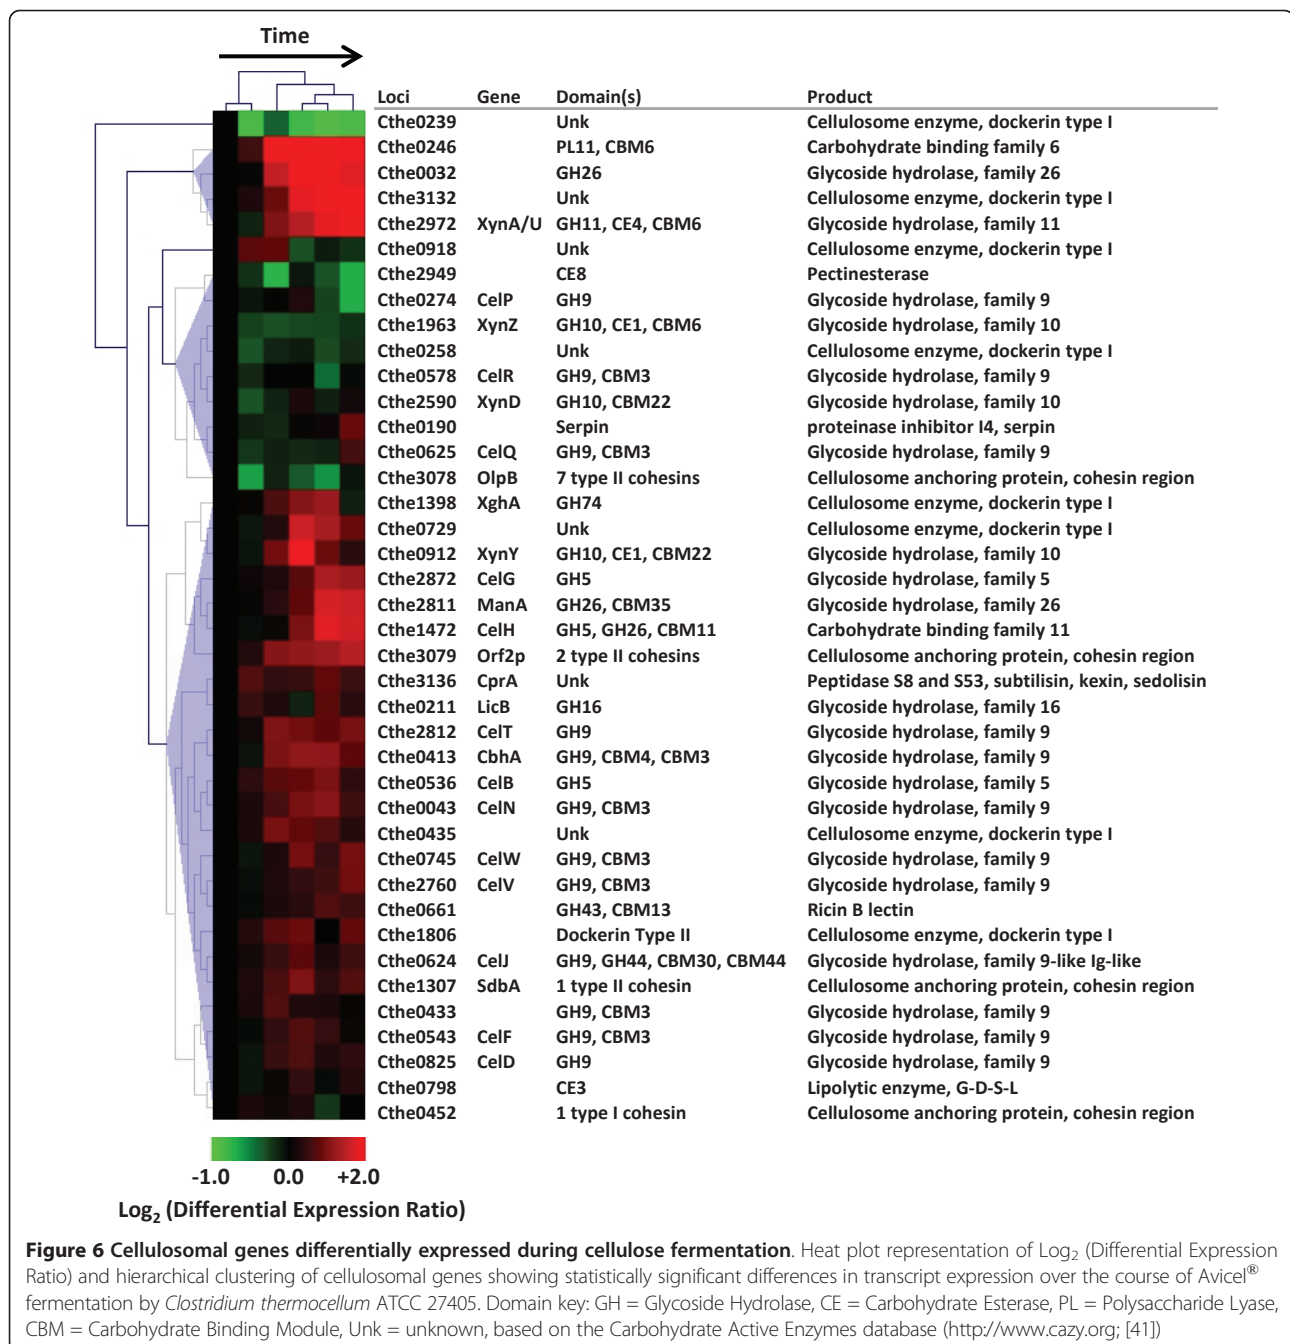 Time
Loci Gene Domain(s) Product
Cthe0239 Unk Cellulosome enzyme, dockerin type I
Cthe0246 PL11, CBM6 Carbohydrate binding family 6
Cthe0032 GH26 Glycoside hydrolase, family 26
Cthe3132 Unk Cellulosome enzyme, dockerin type I
Cthe2972 XynA/U GH11, CE4, CBM6 Glycoside hydrolase, family 11
Cthe0918 Unk Cellulosome enzyme, dockerin type I
Cthe2949 CE8 Pectinesterase
Cthe0274 CelP GH9 Glycoside hydrolase, family 9
Cthe1963 XynZ GH10, CE1, CBM6 Glycoside hydrolase, family 10
Cthe0258 Unk Cellulosome enzyme, dockerin type I
Cthe0578 CelR GH9, CBM3 Glycoside hydrolase, family 9
Cthe2590 XynD GH10, CBM22 Glycoside hydrolase, family 10
Cthe0190 Serpin proteinase inhibitor I4, serpin
Cthe0625 CelQ GH9, CBM3 Glycoside hydrolase, family 9
Cthe3078 OlpB 7 type II cohesins Cellulosome anchoring protein, cohesin region
Cthe1398 XghA GH74 Cellulosome enzyme, dockerin type I
Cthe0729 Unk Cellulosome enzyme, dockerin type I
Cthe0912 XynY GH10, CE1, CBM22 Glycoside hydrolase, family 10
Cthe2872 CelG GH5 Glycoside hydrolase, family 5
Cthe2811 ManA GH26, CBM35 Glycoside hydrolase, family 26
Cthe1472 CelH GH5, GH26, CBM11 Carbohydrate binding family 11
Cthe3079 Orf2p 2 type II cohesins Cellulosome anchoring protein, cohesin region
Cthe3136 CprA Unk Peptidase S8 and S53, subtilisin, kexin, sedolisin
Cthe0211 LicB GH16 Glycoside hydrolase, family 16
Cthe2812 CelT GH9 Glycoside hydrolase, family 9
Cthe0413 CbhA GH9, CBM4, CBM3 Glycoside hydrolase, family 9
Cthe0536 CelB GH5 Glycoside hydrolase, family 5
Cthe0043 CelN GH9, CBM3 Glycoside hydrolase, family 9
Cthe0435 Unk Cellulosome enzyme, dockerin type I
Cthe0745 CelW GH9, CBM3 Glycoside hydrolase, family 9
Cthe2760 CelV GH9, CBM3 Glycoside hydrolase, family 9
Cthe0661 GH43, CBM13 Ricin B lectin
Cthe1806 Dockerin Type II Cellulosome enzyme, dockerin type I
Cthe0624 CelJ GH9, GH44, CBM30, CBM44 Glycoside hydrolase, family 9-like Ig-like
Cthe1307 SdbA 1 type II cohesin Cellulosome anchoring protein, cohesin region
Cthe0433 GH9, CBM3 Glycoside hydrolase, family 9
Cthe0543 CelF GH9, CBM3 Glycoside hydrolase, family 9
Cthe0825 CelD GH9 Glycoside hydrolase, family 9
Cthe0798 CE3 Lipolytic enzyme, G-D-S-L
Cthe0452 1 type I cohesin Cellulosome anchoring protein, cohesin region
-1.0 0.0 +2.0
Log₂ (Differential Expression Ratio)
Figure 6 Cellulosomal genes differentially expressed during cellulose fermentation. Heat plot representation of Log₂ (Differential Expression
Ratio) and hierarchical clustering of cellulosomal genes showing statistically significant differences in transcript expression over the course of Avicel®
fermentation by Clostridium thermocellum ATCC 27405. Domain key: GH = Glycoside Hydrolase, CE = Carbohydrate Esterase, PL = Polysaccharide Lyase,
CBM = Carbohydrate Binding Module, Unk = unknown, based on the Carbohydrate Active Enzymes database (http://www.cazy.org; [41])